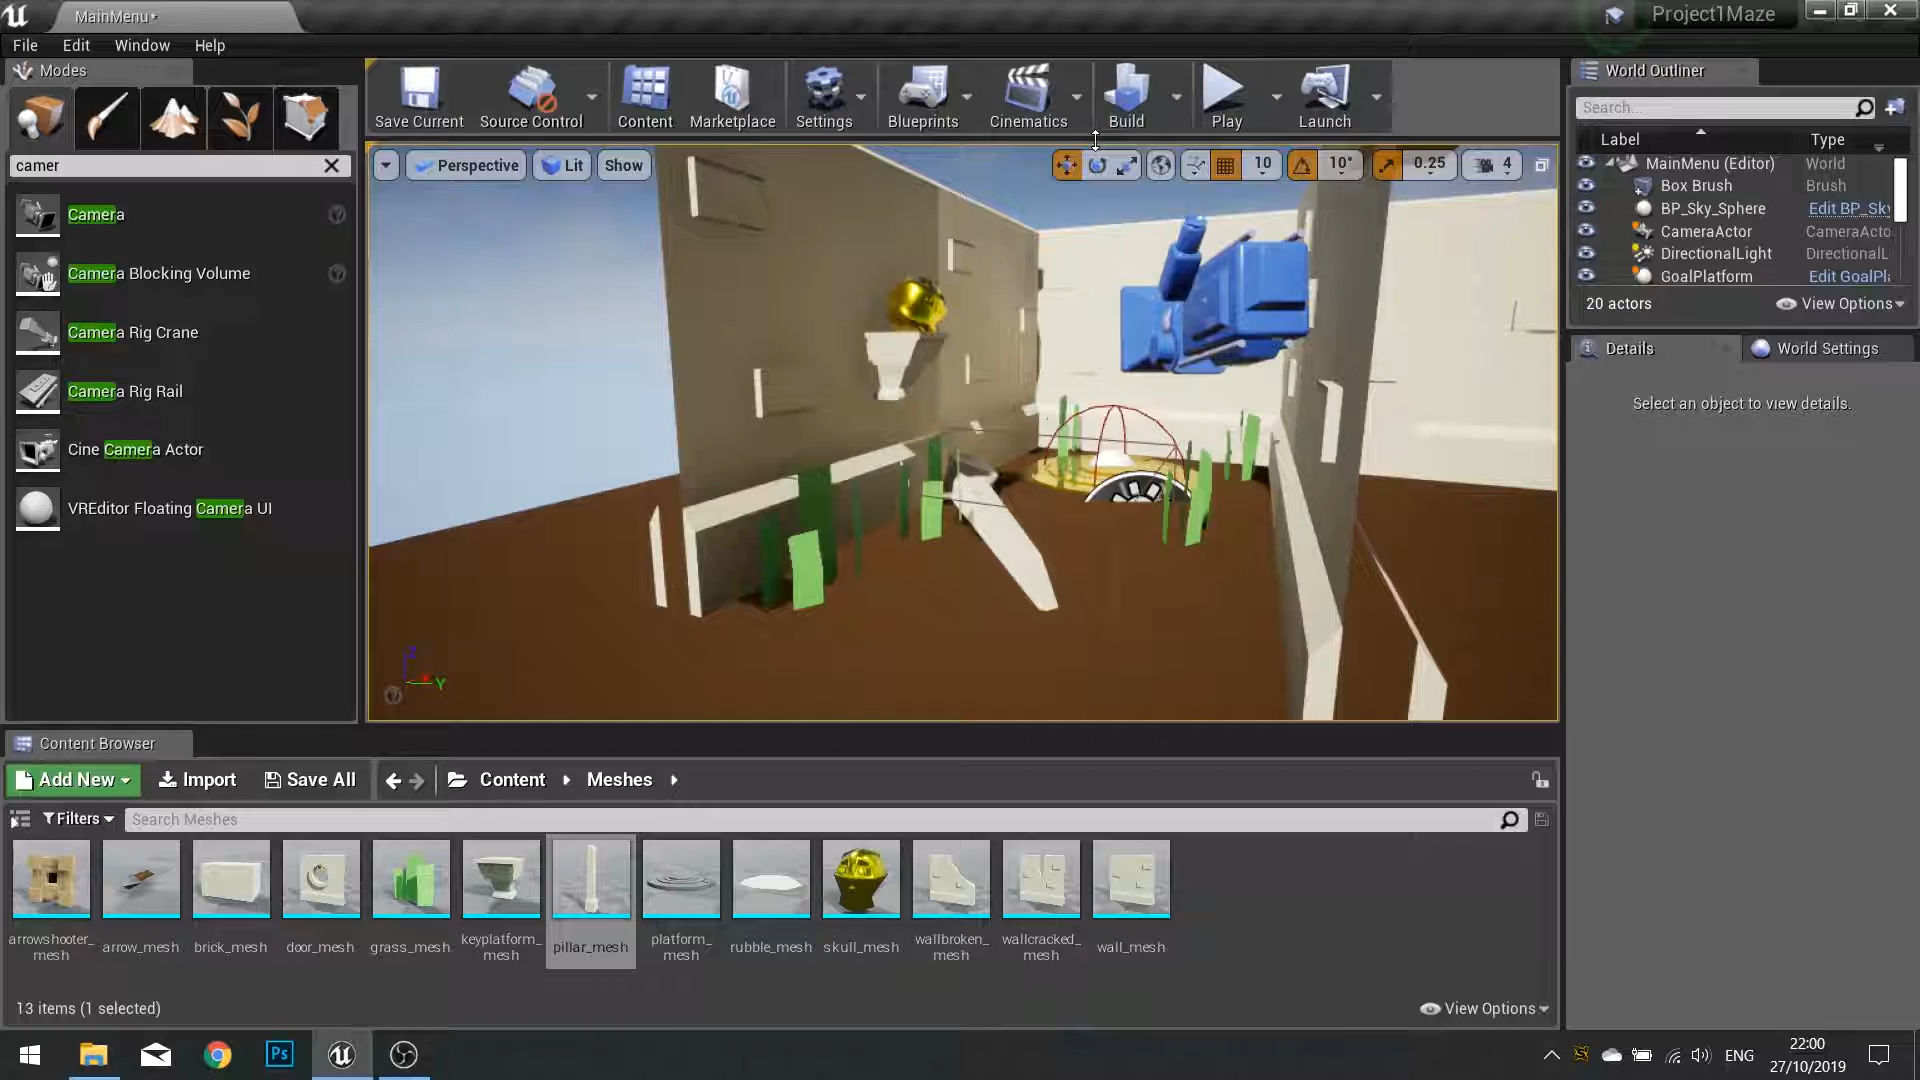 MainMenu*
Project1Maze
File Edit Window Help
Modes
Save Current
Source Control
Content
Marketplace
Settings
Blueprints
Cinematics
Build
Play
Launch
World Outliner
Search...
Label Type
MainMenu (Editor) World
Box Brush Brush
BP_Sky_Sphere Edit BP_Sk
CameraActor CameraActo
DirectionalLight DirectionalL
GoalPlatform Edit GoalPl
20 actors View Options
Details World Settings
Select an object to view details.
camer
Camera
Camera Blocking Volume
Camera Rig Crane
Camera Rig Rail
Cine Camera Actor
VREditor Floating Camera UI
Perspective Lit Show
10 10° 0.25 4
Z
Y
Content Browser
Add New Import Save All Content Meshes
Filters Search Meshes
arrowshooter_
mesh
arrow_mesh
brick_mesh
door_mesh
grass_mesh
keyplatform_
mesh
pillar_mesh
platform_
mesh
rubble_mesh
skull_mesh
wallbroken_
mesh
wallcracked_
mesh
wall_mesh
13 items (1 selected) View Options
Ps
ENG
22:00
27/10/2019